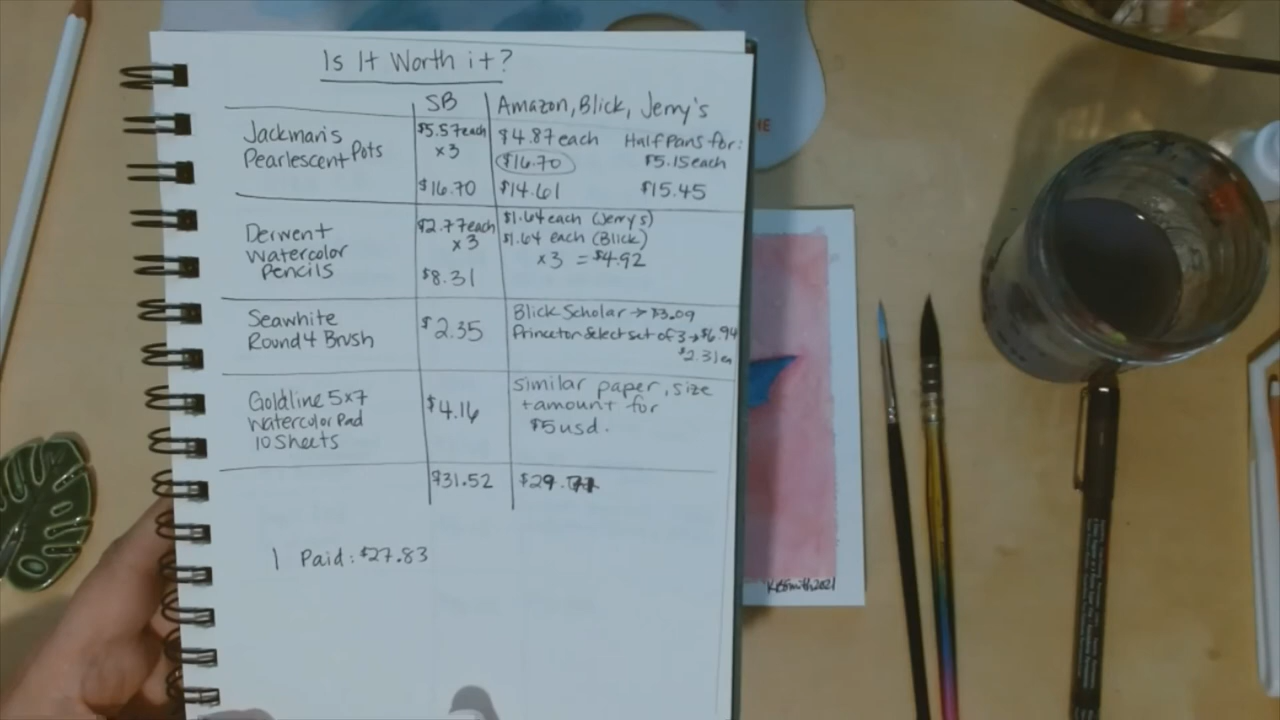 Is It Worth it?
SB Amazon, Blick, Jerry's
Jackman's
Pearlescent Pots
$5.57 each
x3
$16.70
$4.87 each
$16.70
$14.61
Half Pans for:
$5.15 each
$15.45
Derwent
Watercolor
Pencils
$2.77 each
x3
$8.31
$1.64 each (Jerry's)
$1.64 each (Blick)
x3 = $4.92
Seawhite
Round 4 Brush
$2.35
Blick Scholar → $3.09
Princeton Select set of 3 → $6.94
$2.31 ea
Goldline 5x7
Watercolor Pad
10 Sheets
$4.16
Similar paper, size
+ amount for
$5 usd.
$31.52
$29.
I Paid: $27.83
KBSmith2021